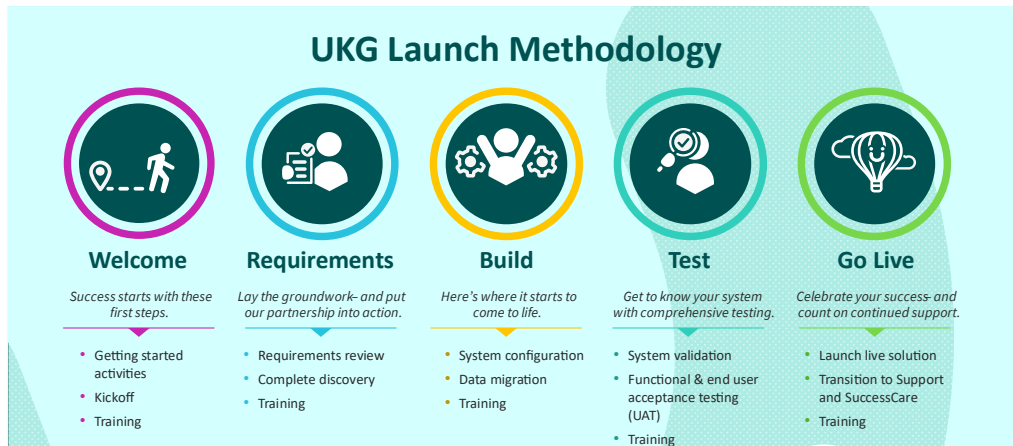 UKG Launch Methodology
Welcome
Success starts with these
first steps.
• Getting started
activities
• Kickoff
• Training
Requirements
Lay the groundwork– and put
our partnership into action.
• Requirements review
• Complete discovery
• Training
Build
Here's where it starts to
come to life.
• System configuration
• Data migration
• Training
Test
Get to know your system
with comprehensive testing.
• System validation
• Functional & end user
acceptance testing
(UAT)
• Training
Go Live
Celebrate your success– and
count on continued support.
• Launch live solution
• Transition to Support
and SuccessCare
• Training